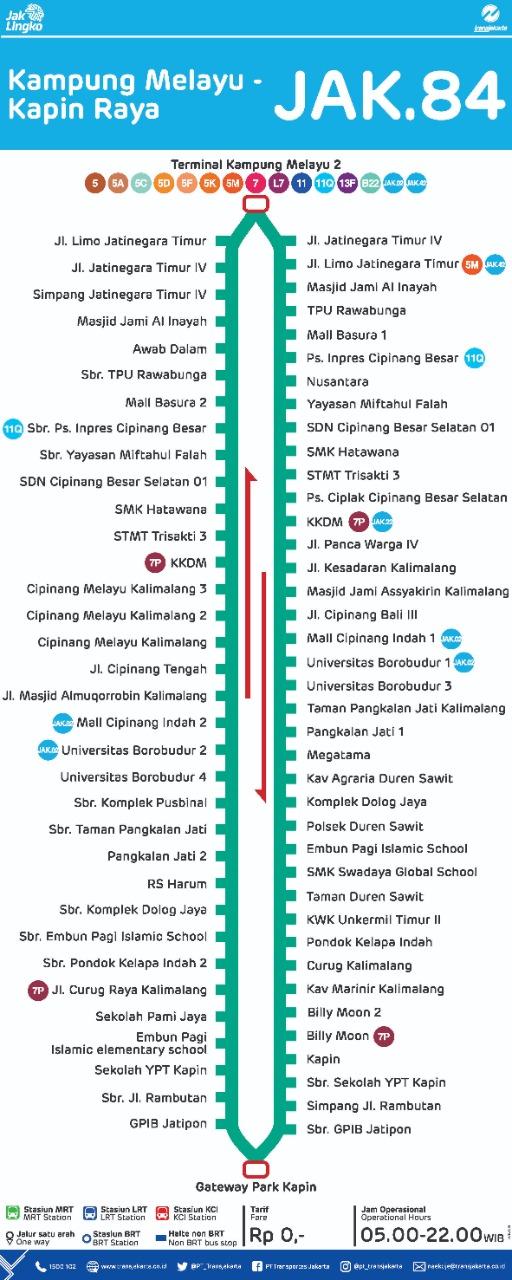 Jak
Lingko
transjakarta
Kampung Melayu -
Kapin Raya
JAK.84
Terminal Kampung Melayu 2
5 5A 5C 5D 5F 5K 5M 7 L7 11 11Q 13F B22 JAK.02 JAK.42
Jl. Limo Jatinegara Timur
Jl. Jatinegara Timur IV
Simpang Jatinegara Timur IV
Masjid Jami Al Inayah
Awab Dalam
Sbr. TPU Rawabunga
Mall Basura 2
11Q Sbr. Ps. Inpres Cipinang Besar
Sbr. Yayasan Miftahul Falah
SDN Cipinang Besar Selatan 01
SMK Hatawana
STMT Trisakti 3
7P KKDM
Cipinang Melayu Kalimalang 3
Cipinang Melayu Kalimalang 2
Cipinang Melayu Kalimalang
Jl. Cipinang Tengah
Jl. Masjid Almuqorrobin Kalimalang
JAK.02 Mall Cipinang Indah 2
JAK.02 Universitas Borobudur 2
Universitas Borobudur 4
Sbr. Komplek Pusbinal
Sbr. Taman Pangkalan Jati
Pangkalan Jati 2
RS Harum
Sbr. Komplek Dolog Jaya
Sbr. Embun Pagi Islamic School
Sbr. Pondok Kelapa Indah 2
7P Jl. Curug Raya Kalimalang
Sekolah Pami Jaya
Embun Pagi
Islamic elementary school
Sekolah YPT Kapin
Sbr. Jl. Rambutan
GPIB Jatipon
Jl. Jatinegara Timur IV
Jl. Limo Jatinegara Timur 5M JAK.42
Masjid Jami Al Inayah
TPU Rawabunga
Mall Basura 1
Ps. Inpres Cipinang Besar 11Q
Nusantara
Yayasan Miftahul Falah
SDN Cipinang Besar Selatan 01
SMK Hatawana
STMT Trisakti 3
Ps. Ciplak Cipinang Besar Selatan
KKDM 7P
Jl. Panca Warga IV
Jl. Kesadaran Kalimalang
Masjid Jami Assyakirin Kalimalang
Jl. Cipinang Bali III
Mall Cipinang Indah 1 JAK.02
Universitas Borobudur 1 JAK.02
Universitas Borobudur 3
Taman Pangkalan Jati Kalimalang
Pangkalan Jati 1
Megatama
Kav Agraria Duren Sawit
Komplek Dolog Jaya
Polsek Duren Sawit
Embun Pagi Islamic School
SMK Swadaya Global School
Taman Duren Sawit
KWK Unkermil Timur II
Pondok Kelapa Indah
Curug Kalimalang
Kav Marinir Kalimalang
Billy Moon 2
Billy Moon 7P
Kapin
Sbr. Sekolah YPT Kapin
Simpang Jl. Rambutan
Sbr. GPIB Jatipon
Gateway Park Kapin
Stasiun MRT
MRT Station
Stasiun LRT
LRT Station
Stasiun KCI
KCI Station
Jalur satu arah
One way
Stasiun BRT
BRT Station
Halte non BRT
Non BRT bus stop
Tarif
Fare
Rp 0,-
Jam Operasional
Operational Hours
05.00-22.00 WIB
1500 102
www.transjakarta.co.id
@PT_Transjakarta
PTTransportasi Jakarta
@pt_transjakarta